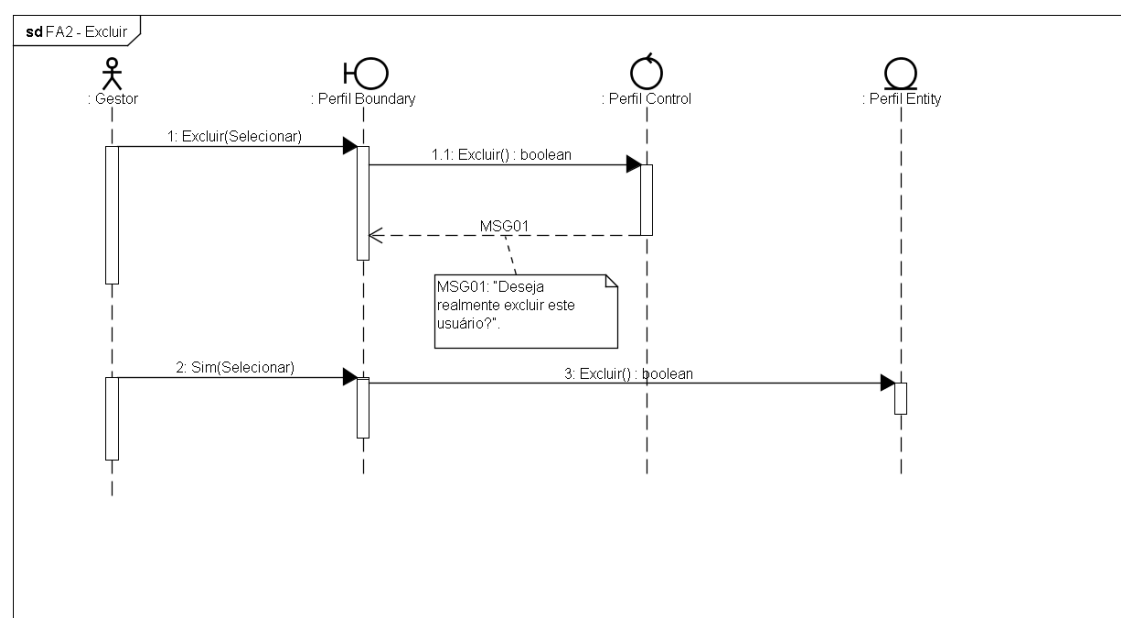 sd FA2 - Excluir
: Gestor
: Perfil Boundary
: Perfil Control
: Perfil Entity
1: Excluir(Selecionar)
1.1: Excluir() : boolean
MSG01
MSG01: "Deseja
realmente excluir este
usuário?".
2: Sim(Selecionar)
3: Excluir() : boolean